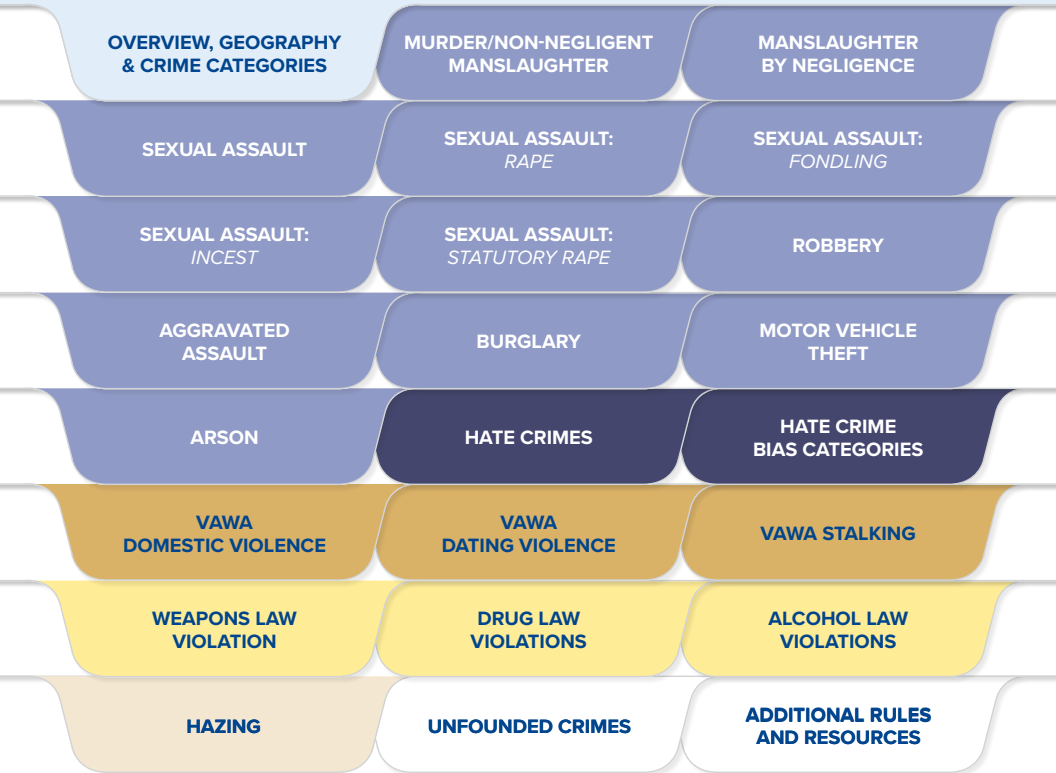 OVERVIEW, GEOGRAPHY
& CRIME CATEGORIES
MURDER/NON-NEGLIGENT
MANSLAUGHTER
MANSLAUGHTER
BY NEGLIGENCE
SEXUAL ASSAULT
SEXUAL ASSAULT:
RAPE
SEXUAL ASSAULT:
FONDLING
SEXUAL ASSAULT:
INCEST
SEXUAL ASSAULT:
STATUTORY RAPE
ROBBERY
AGGRAVATED
ASSAULT
BURGLARY
MOTOR VEHICLE
THEFT
ARSON
HATE CRIMES
HATE CRIME
BIAS CATEGORIES
VAWA
DOMESTIC VIOLENCE
VAWA
DATING VIOLENCE
VAWA STALKING
WEAPONS LAW
VIOLATION
DRUG LAW
VIOLATIONS
ALCOHOL LAW
VIOLATIONS
HAZING
UNFOUNDED CRIMES
ADDITIONAL RULES
AND RESOURCES